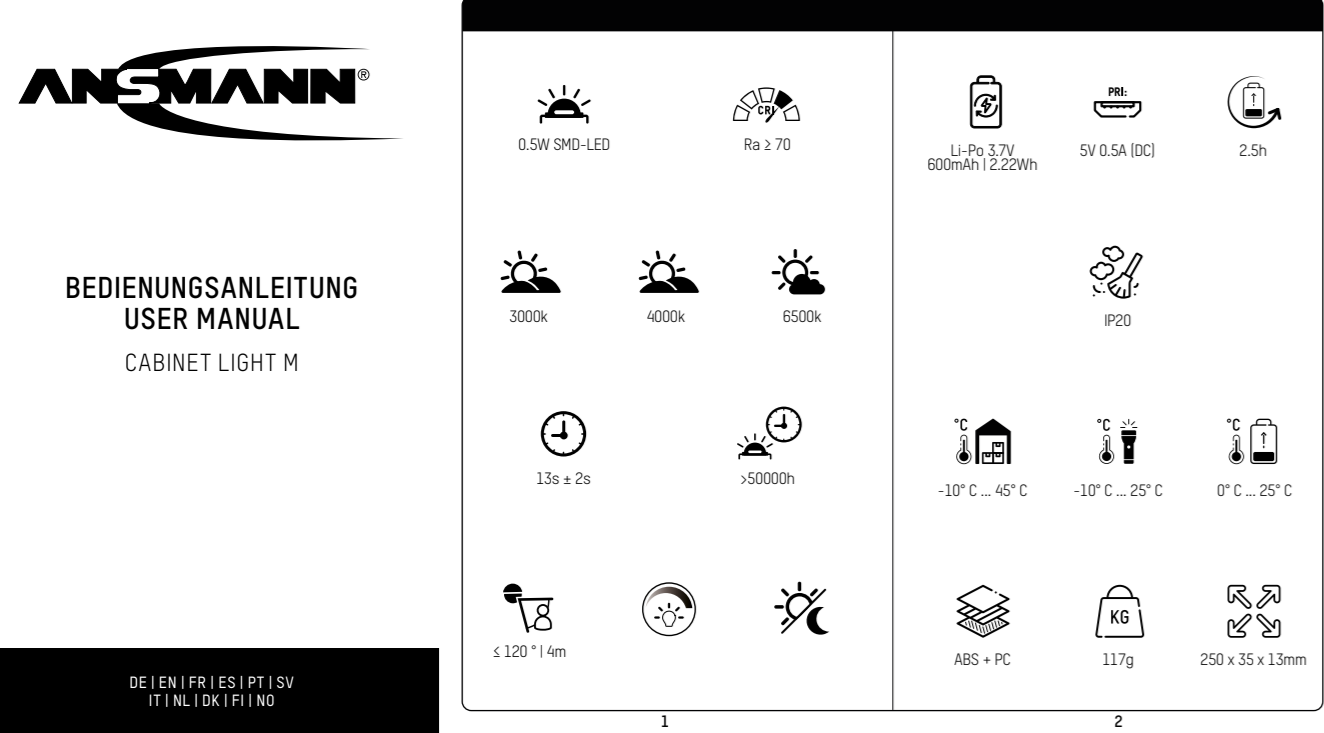 ANSMANN®
BEDIENUNGSANLEITUNG
USER MANUAL
CABINET LIGHT M
DE | EN | FR | ES | PT | SV
IT | NL | DK | FI | NO
0.5W SMD-LED
CRI
Ra ≥ 70
3000k
4000k
6500k
13s ± 2s
>50000h
≤ 120 ° | 4m
1
Li-Po 3.7V
600mAh | 2.22Wh
PRI:
5V 0.5A (DC)
2.5h
IP20
°C
-10° C ... 45° C
°C
-10° C ... 25° C
°C
0° C ... 25° C
ABS + PC
KG
117g
250 x 35 x 13mm
2